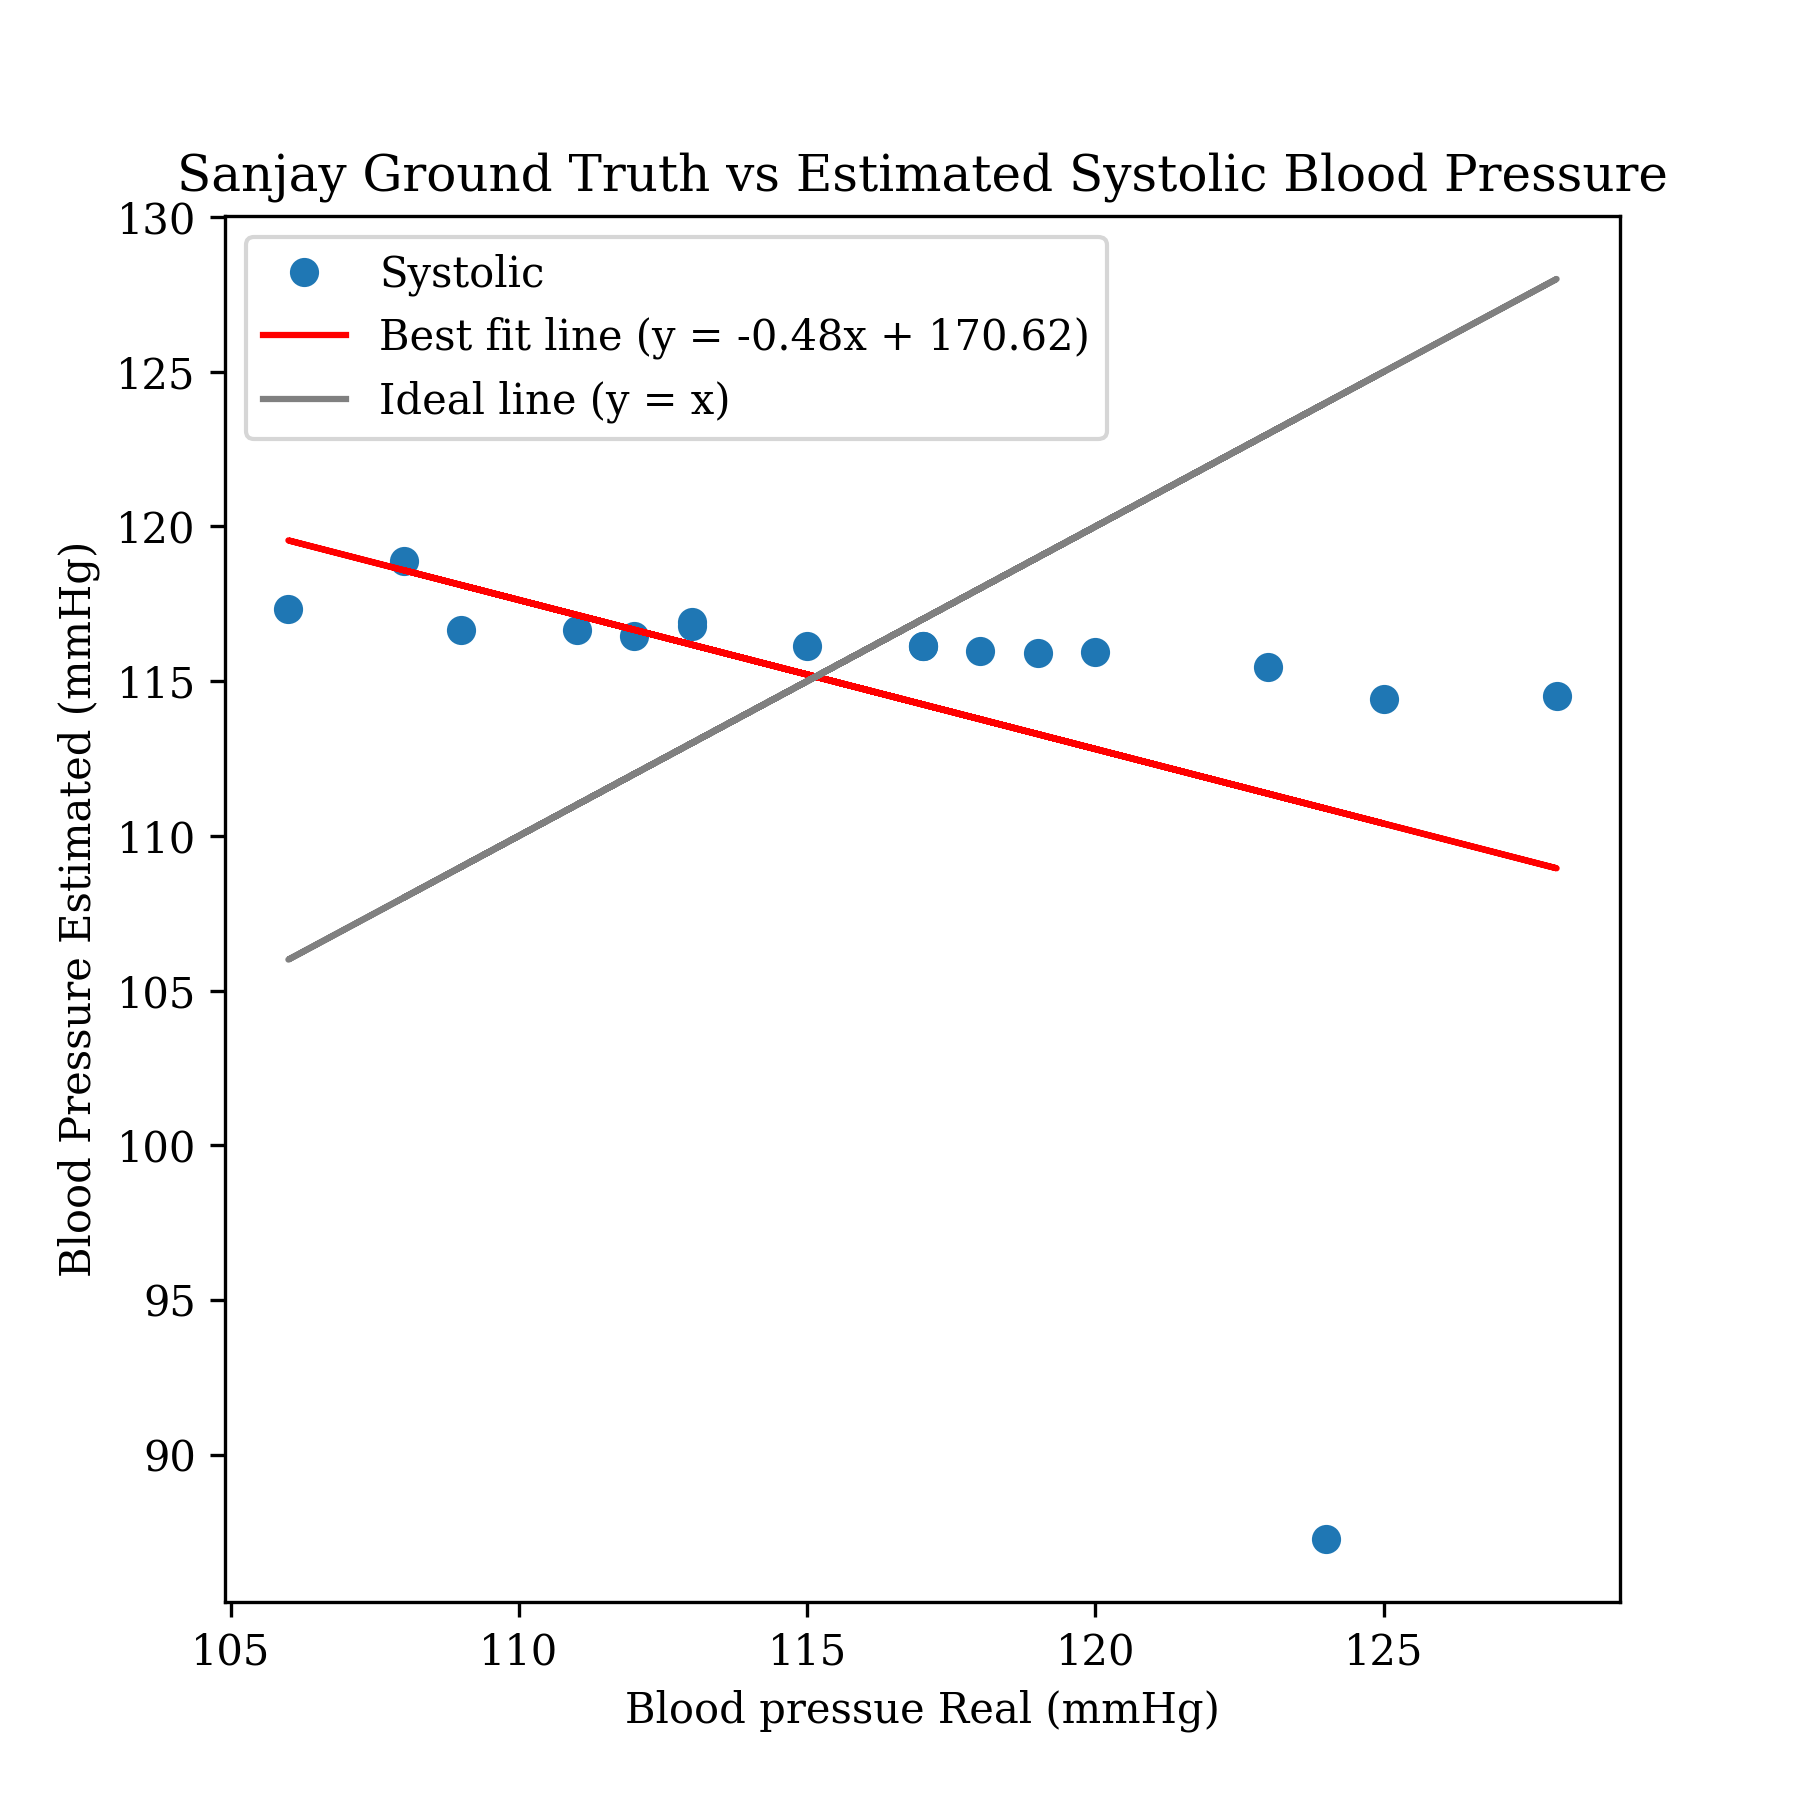 Sanjay Ground Truth vs Estimated Systolic Blood Pressure
Systolic
Best fit line (y = -0.48x + 170.62)
Ideal line (y = x)
130
125
120
115
110
105
100
95
90
Blood Pressure Estimated (mmHg)
105 110 115 120 125
Blood pressue Real (mmHg)